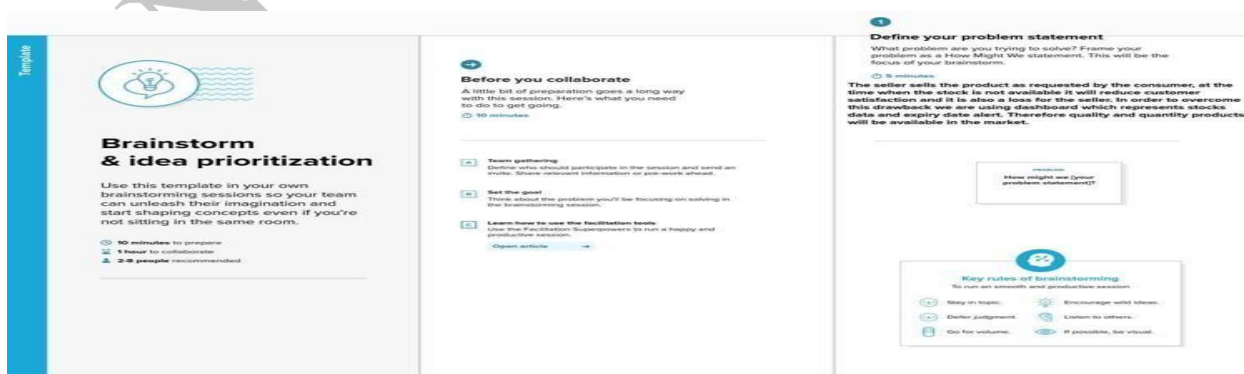 Template
Brainstorm
& idea prioritization
Use this template in your own
brainstorming sessions so your team
can unleash their imagination and
start shaping concepts even if you're
not sitting in the same room.
10 minutes to prepare
1 hour to collaborate
2-8 people recommended
Before you collaborate
A little bit of preparation goes a long way
with this session. Here's what you need
to do to get going.
10 minutes
A
Team gathering
Define who should participate in the session and send an
invite. Share relevant information or pre-work ahead.
B
Set the goal
Think about the problem you'll be focusing on solving in
the brainstorming session.
C
Learn how to use the facilitation tools
Use the Facilitation Superpowers to run a happy and
productive session.
Open article
1
Define your problem statement
What problem are you trying to solve? Frame your
problem as a How Might We statement. This will be the
focus of your brainstorm.
5 minutes
The seller sells the product as requested by the consumer, at the
time when the stock is not available it will reduce customer
satisfaction and it is also a loss for the seller. In order to overcome
this drawback we are using dashboard which represents stocks
data and expiry date alert. Therefore quality and quantity products
will be available in the market.
PROBLEM
How might we [your
problem statement]?
Key rules of brainstorming
To run an smooth and productive session
Stay in topic.
Encourage wild ideas.
Defer judgment.
Listen to others.
Go for volume.
If possible, be visual.